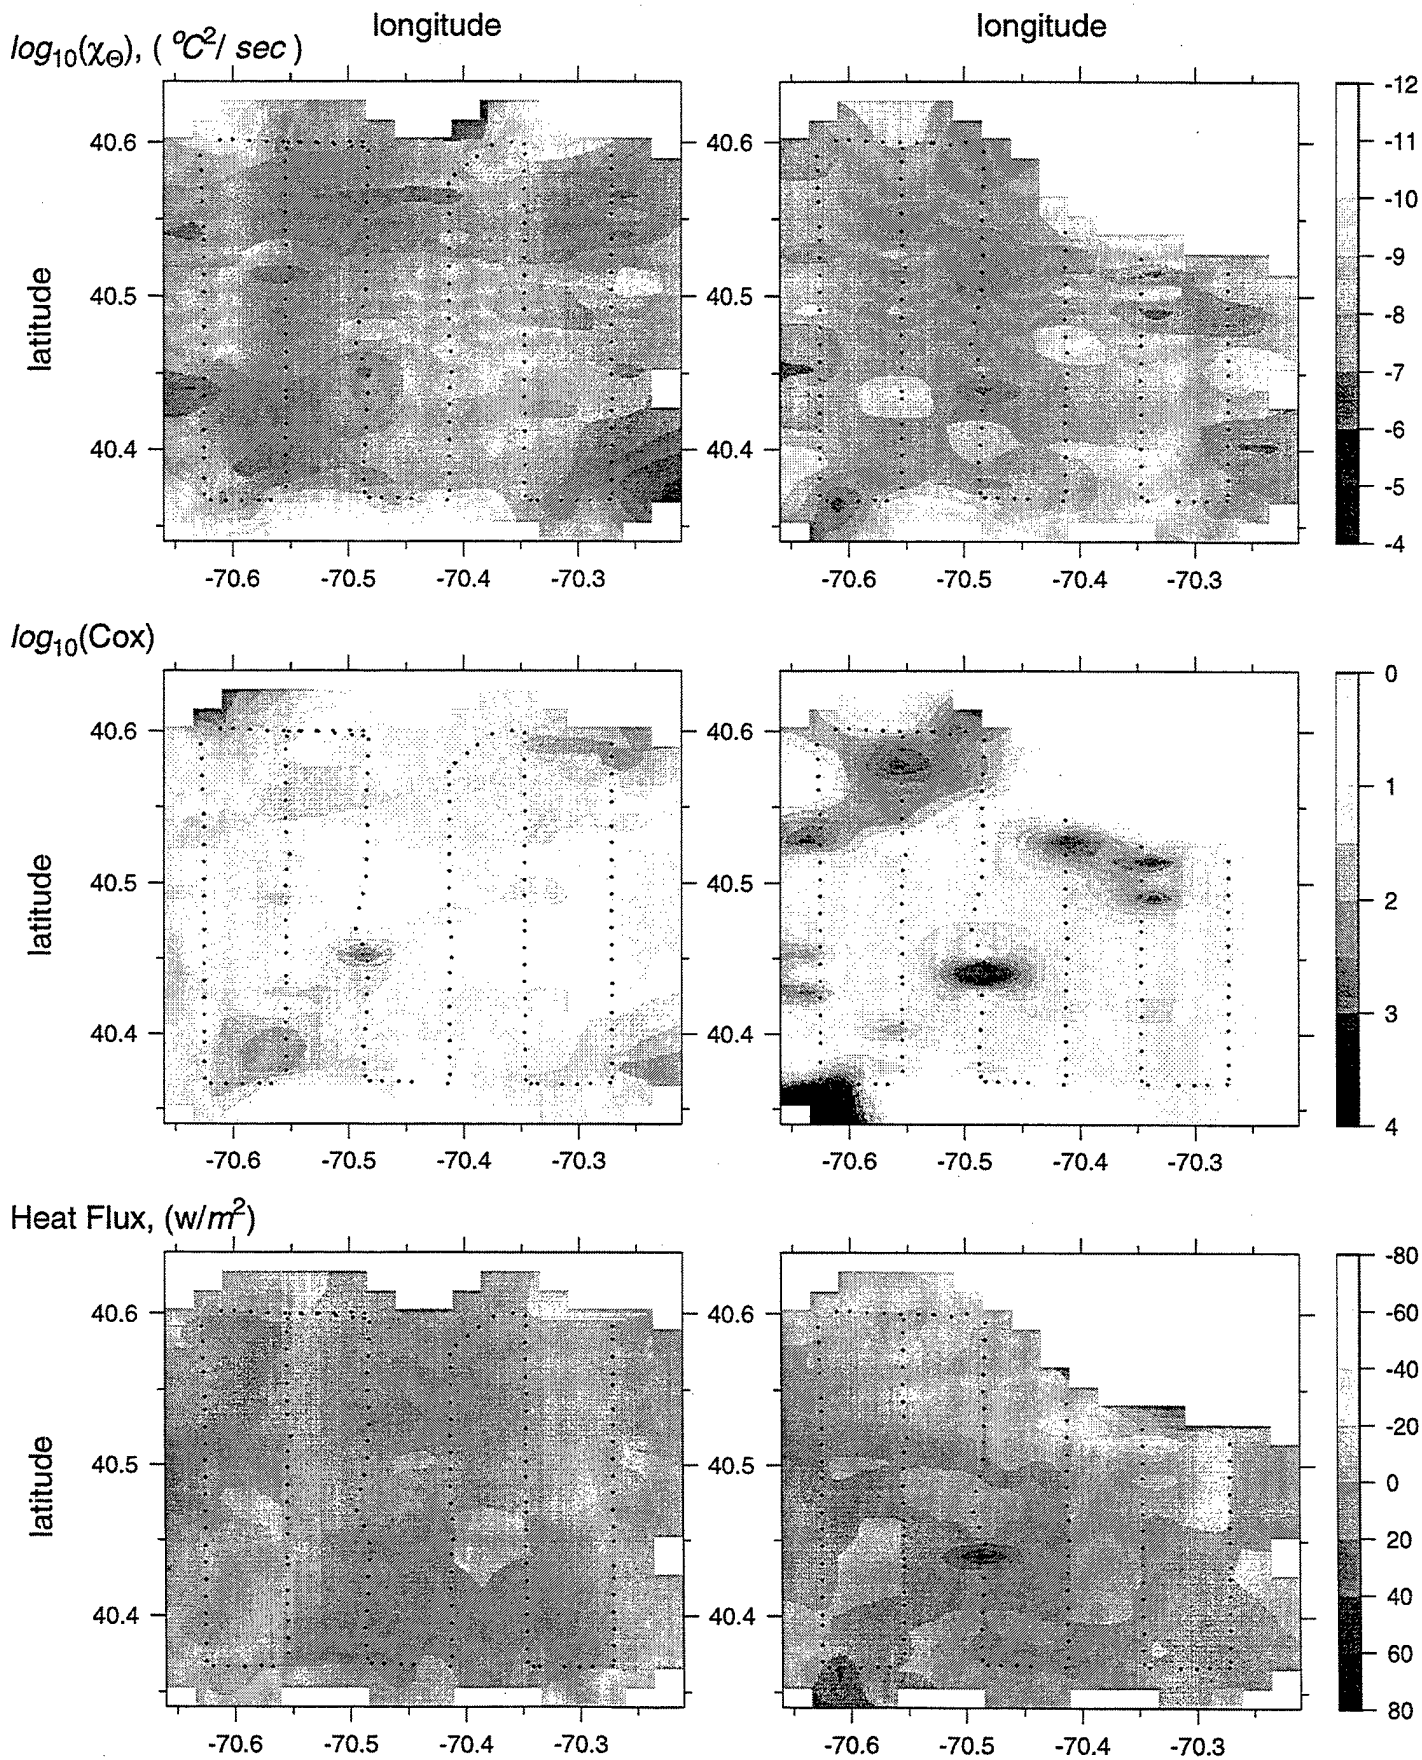 longitude longitude
log10(χΘ), ( °C²/ sec )
-12
40.6 40.6 -11
-10
latitude 40.5 40.5 -9
-8
-7
40.4 40.4 -6
-5
-4
-70.6 -70.5 -70.4 -70.3 -70.6 -70.5 -70.4 -70.3
log10(Cox)
0
40.6 40.6
1
latitude 40.5 40.5 2
3
40.4 40.4
4
-70.6 -70.5 -70.4 -70.3 -70.6 -70.5 -70.4 -70.3
Heat Flux, (w/m²)
-80
40.6 40.6 -60
-40
-20
latitude 40.5 40.5 0
20
40
40.4 40.4 60
80
-70.6 -70.5 -70.4 -70.3 -70.6 -70.5 -70.4 -70.3